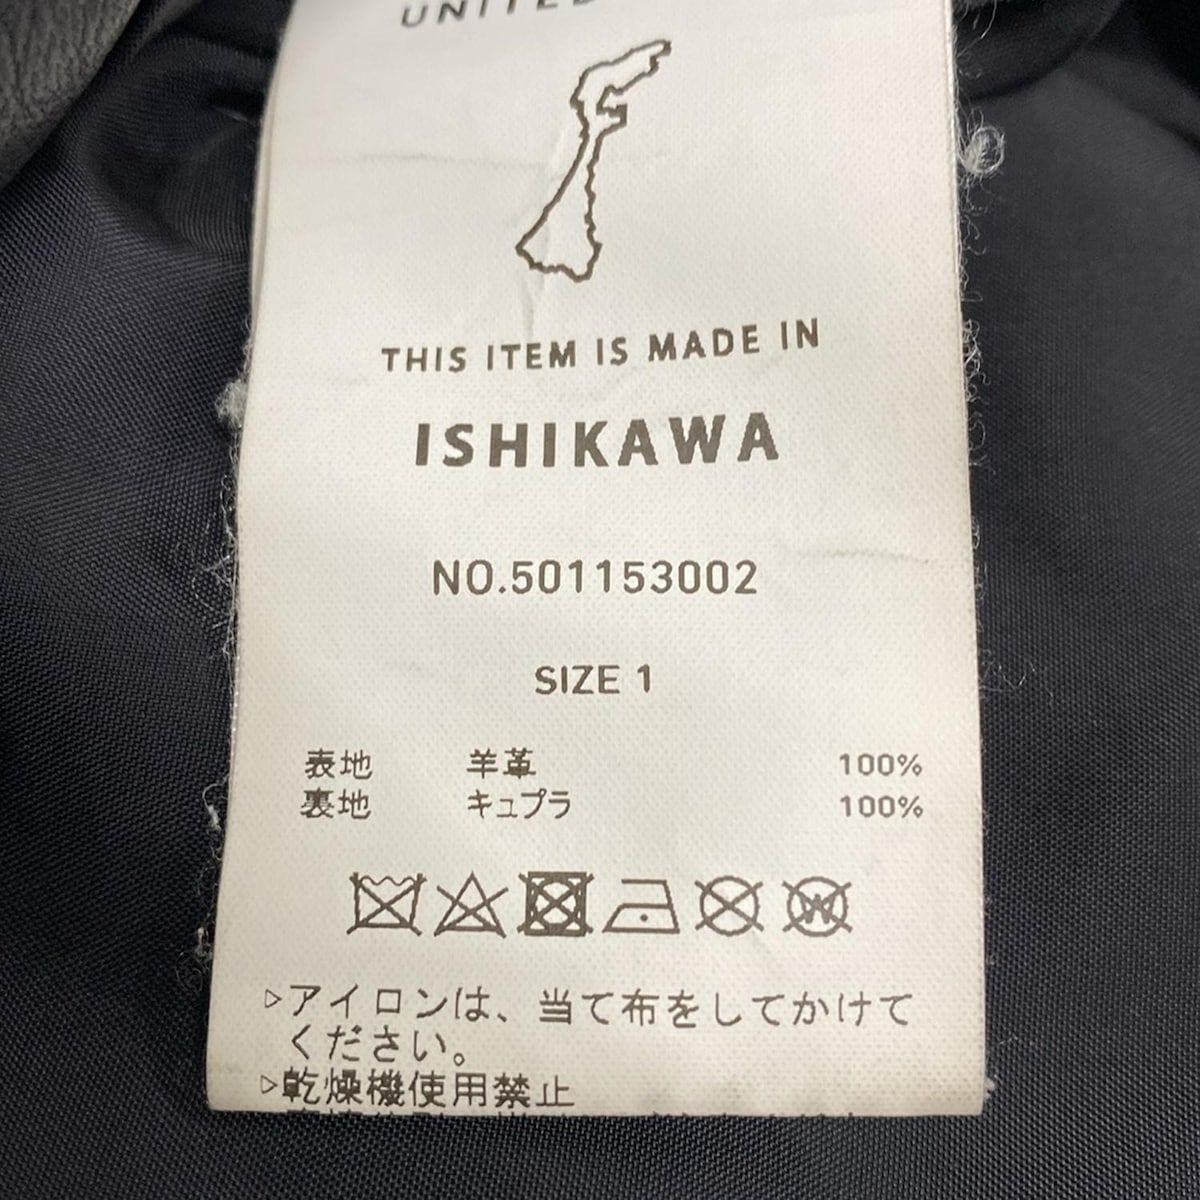 UNITED
THIS ITEM IS MADE IN
ISHIKAWA
NO.501153002
SIZE 1
表地 羊革 100%
裏地 キュプラ 100%
▷アイロンは、当て布をしてかけて
ください。
▷乾燥機使用禁止